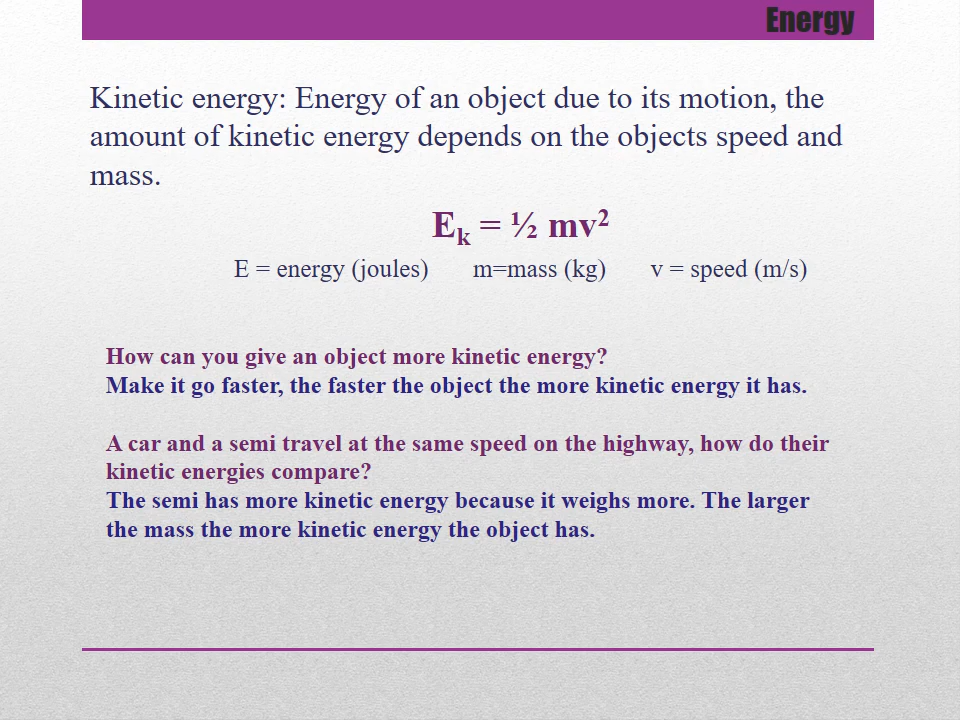 Energy
Kinetic energy: Energy of an object due to its motion, the
amount of kinetic energy depends on the objects speed and
mass.
Eₖ = ½ mv²
E = energy (joules) m=mass (kg) v = speed (m/s)
How can you give an object more kinetic energy?
Make it go faster, the faster the object the more kinetic energy it has.
A car and a semi travel at the same speed on the highway, how do their
kinetic energies compare?
The semi has more kinetic energy because it weighs more. The larger
the mass the more kinetic energy the object has.